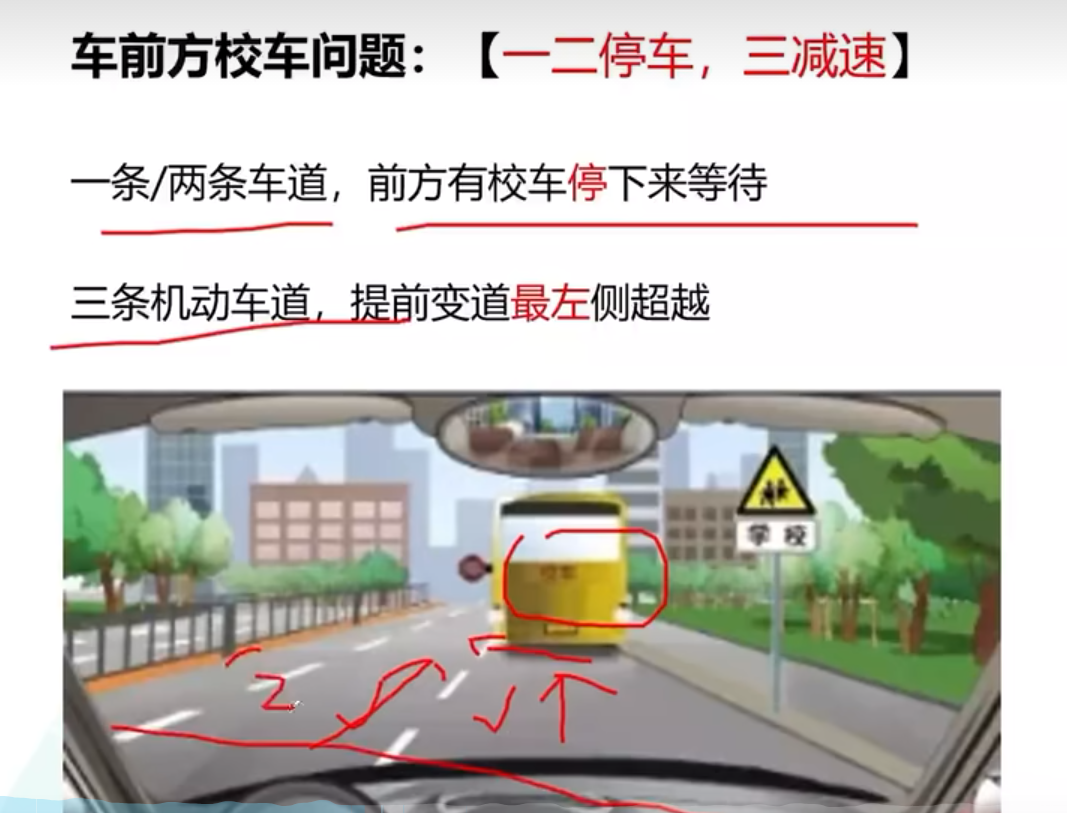 车前方校车问题：【一二停车，三减速】
一条/两条车道，前方有校车停下来等待
三条机动车道，提前变道最左侧超越
校车
学校
2